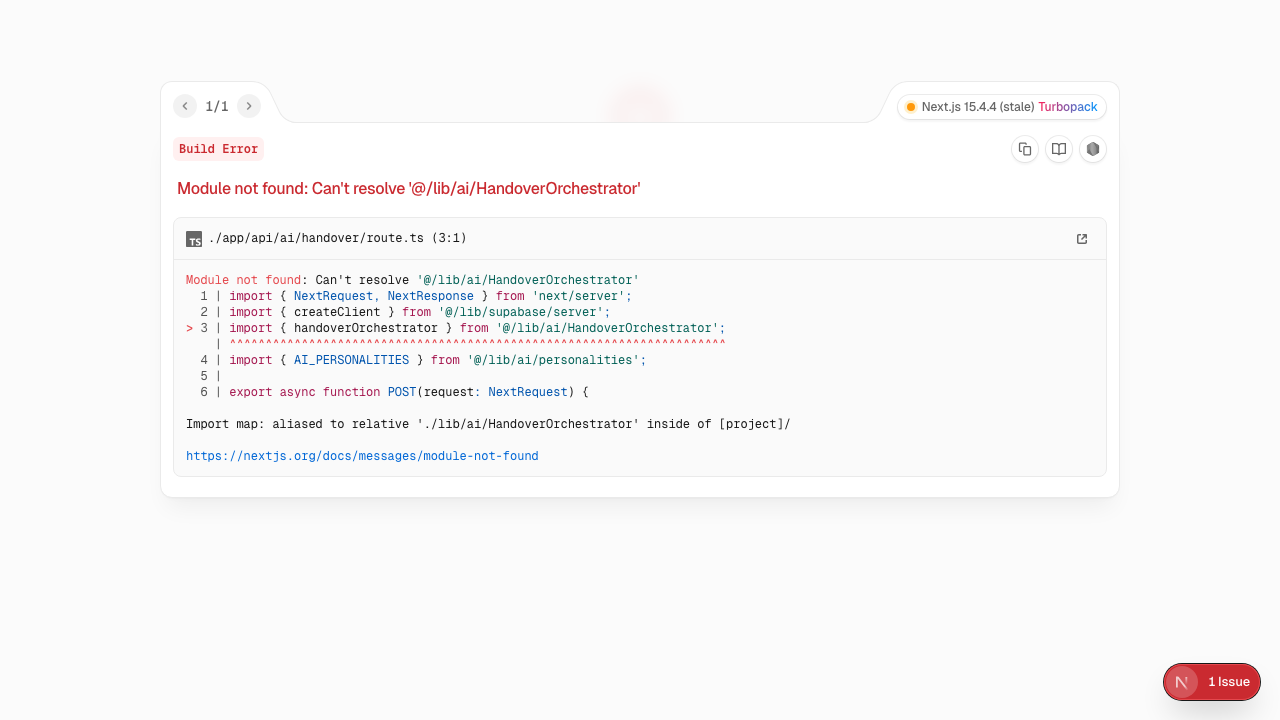 1/1
Next.js 15.4.4 (stale) Turbopack
Build Error
Module not found: Can't resolve '@/lib/ai/HandoverOrchestrator'
TS ./app/api/ai/handover/route.ts (3:1)
Module not found: Can't resolve '@/lib/ai/HandoverOrchestrator'
  1 | import { NextRequest, NextResponse } from 'next/server';
  2 | import { createClient } from '@/lib/supabase/server';
> 3 | import { handoverOrchestrator } from '@/lib/ai/HandoverOrchestrator';
    | ^^^^^^^^^^^^^^^^^^^^^^^^^^^^^^^^^^^^^^^^^^^^^^^^^^^^^^^^^^^^^^^^^^^^^
  4 | import { AI_PERSONALITIES } from '@/lib/ai/personalities';
  5 |
  6 | export async function POST(request: NextRequest) {
Import map: aliased to relative './lib/ai/HandoverOrchestrator' inside of [project]/
https://nextjs.org/docs/messages/module-not-found
N 1 Issue